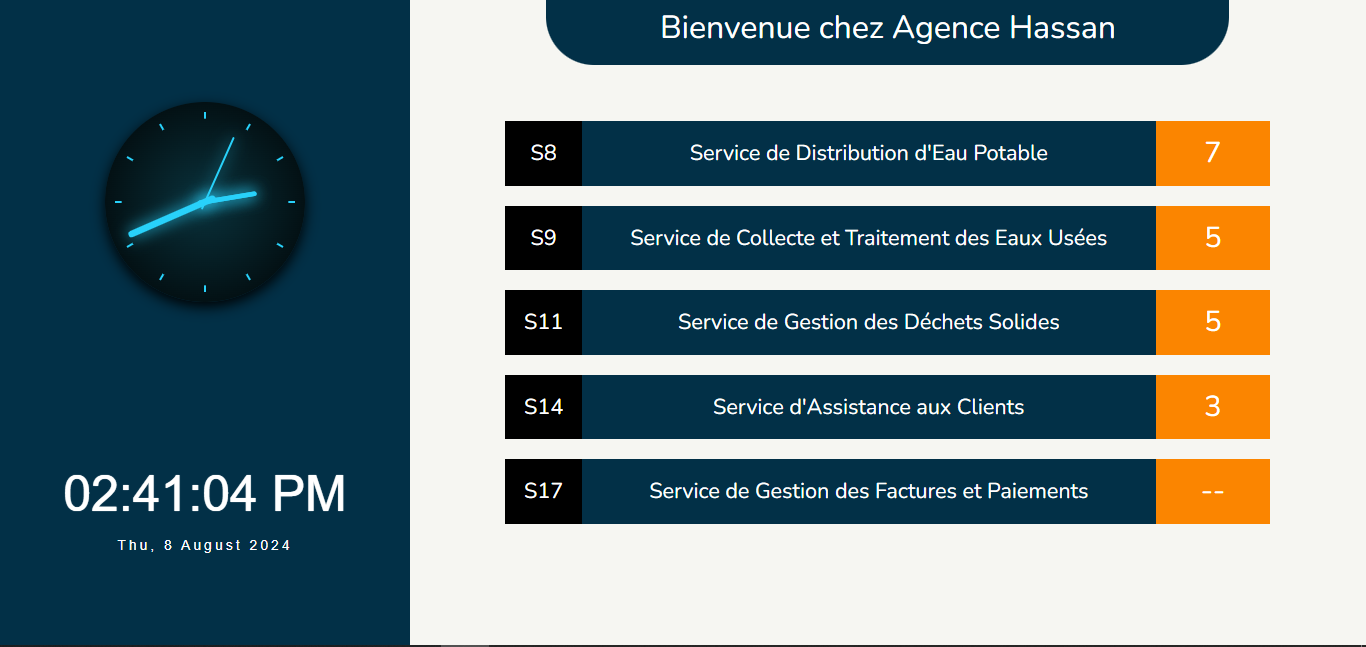 Bienvenue chez Agence Hassan
S8 Service de Distribution d'Eau Potable 7
S9 Service de Collecte et Traitement des Eaux Usées 5
S11 Service de Gestion des Déchets Solides 5
S14 Service d'Assistance aux Clients 3
S17 Service de Gestion des Factures et Paiements --
02:41:04 PM
Thu, 8 August 2024